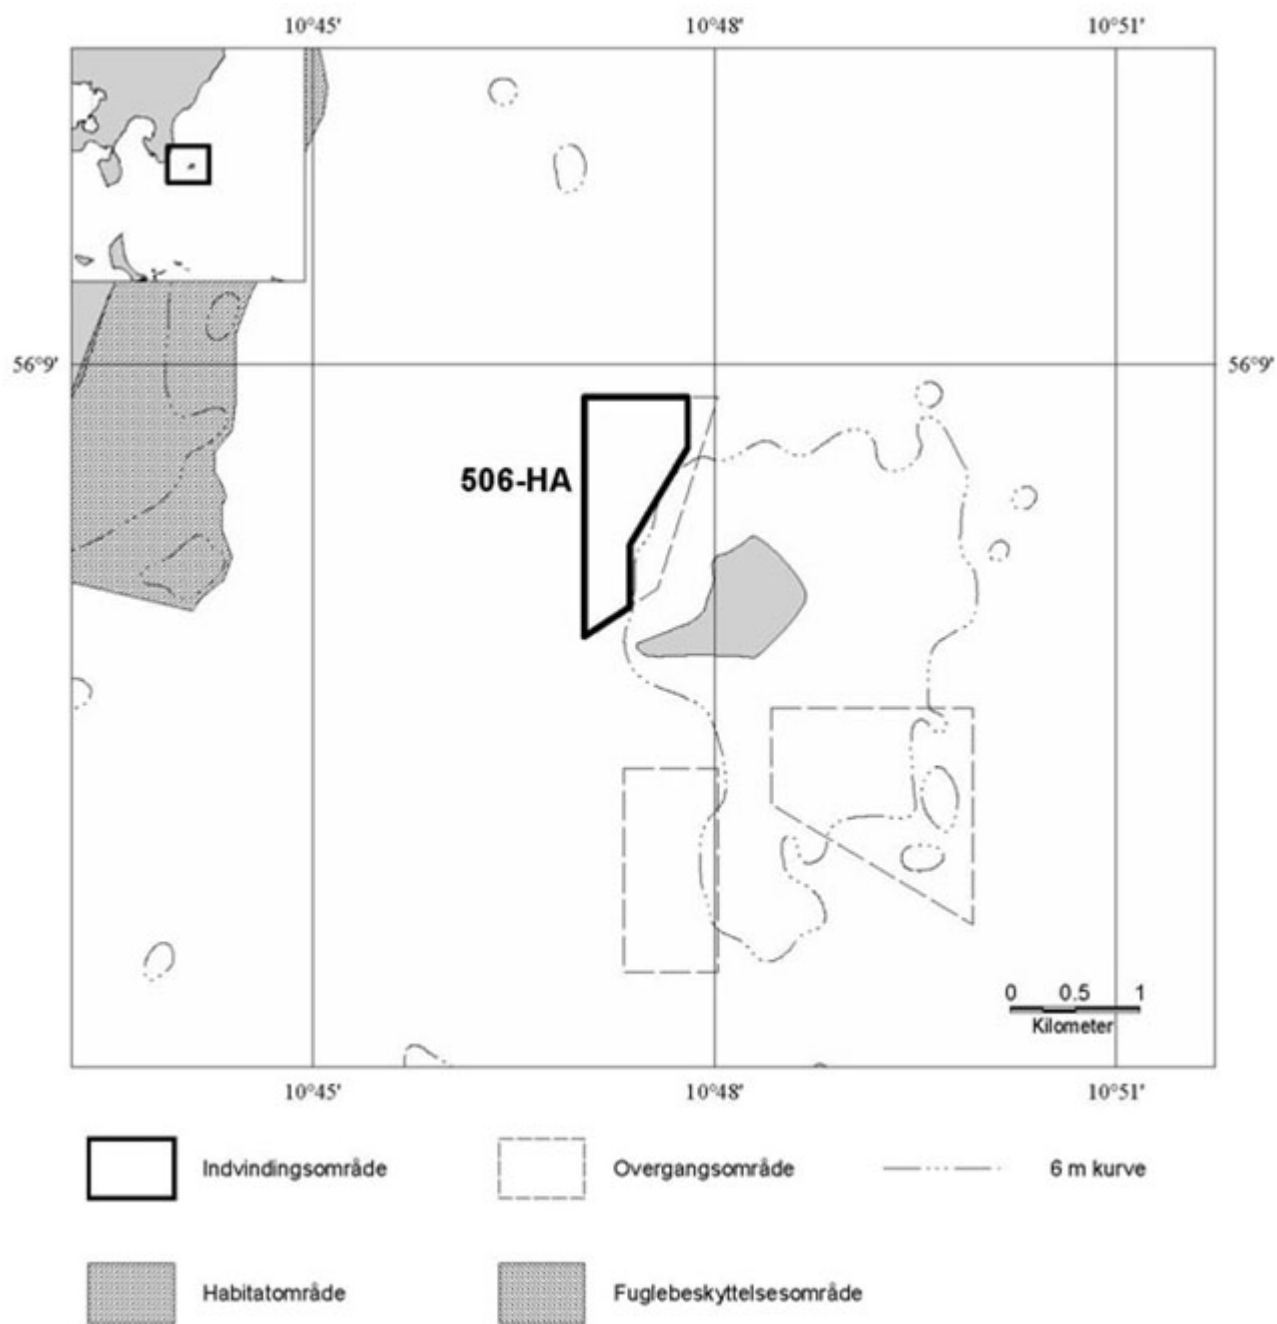 10°45' 10°48' 10°51'
56°9' 56°9'
506-HA
0 0.5 1
Kilometer
10°45' 10°48' 10°51'
Indvindingsområde Overgangsområde 6 m kurve
Habitatområde Fuglebeskyttelsesområde